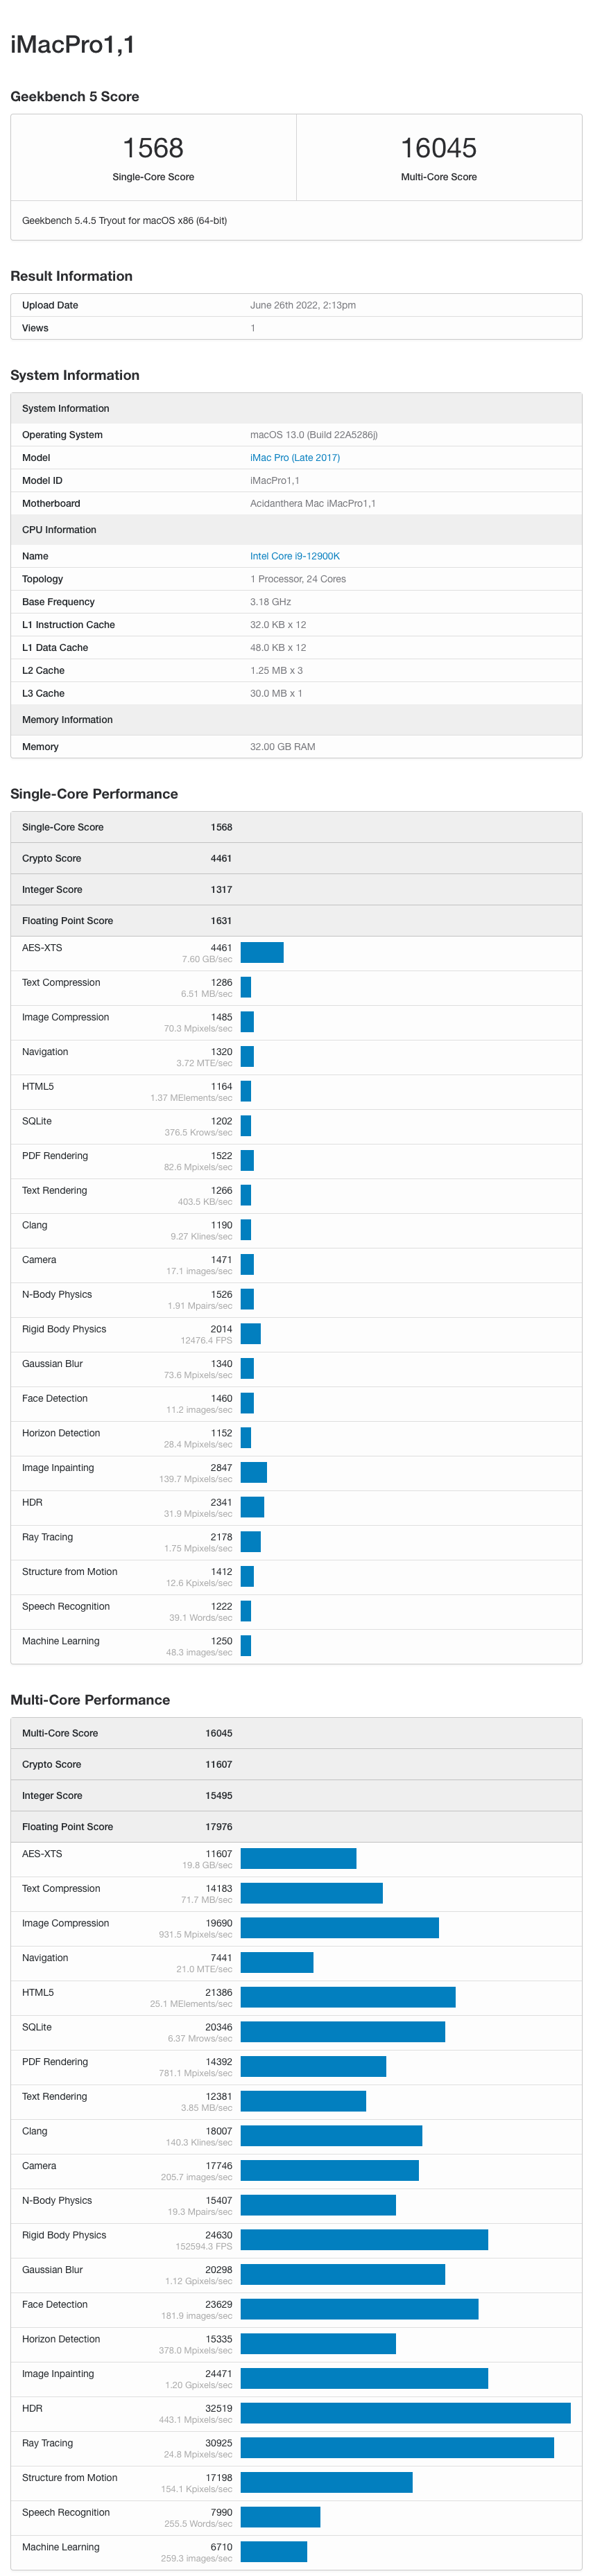 iMacPro1,1
Geekbench 5 Score
1568 16045
Single-Core Score Multi-Core Score
Geekbench 5.4.5 Tryout for macOS x86 (64-bit)
Result Information
Upload Date June 26th 2022, 2:13pm
Views 1
System Information
System Information
Operating System macOS 13.0 (Build 22A5286j)
Model iMac Pro (Late 2017)
Model ID iMacPro1,1
Motherboard Acidanthera Mac iMacPro1,1
CPU Information
Name Intel Core i9-12900K
Topology 1 Processor, 24 Cores
Base Frequency 3.18 GHz
L1 Instruction Cache 32.0 KB x 12
L1 Data Cache 48.0 KB x 12
L2 Cache 1.25 MB x 3
L3 Cache 30.0 MB x 1
Memory Information
Memory 32.00 GB RAM
Single-Core Performance
Single-Core Score 1568
Crypto Score 4461
Integer Score 1317
Floating Point Score 1631
AES-XTS 4461
7.60 GB/sec
Text Compression 1286
6.51 MB/sec
Image Compression 1485
70.3 Mpixels/sec
Navigation 1320
3.72 MTE/sec
HTML5 1164
1.37 MElements/sec
SQLite 1202
376.5 Krows/sec
PDF Rendering 1522
82.6 Mpixels/sec
Text Rendering 1266
403.5 KB/sec
Clang 1190
9.27 Klines/sec
Camera 1471
17.1 images/sec
N-Body Physics 1526
1.91 Mpairs/sec
Rigid Body Physics 2014
12476.4 FPS
Gaussian Blur 1340
73.6 Mpixels/sec
Face Detection 1460
11.2 images/sec
Horizon Detection 1152
28.4 Mpixels/sec
Image Inpainting 2847
139.7 Mpixels/sec
HDR 2341
31.9 Mpixels/sec
Ray Tracing 2178
1.75 Mpixels/sec
Structure from Motion 1412
12.6 Kpixels/sec
Speech Recognition 1222
39.1 Words/sec
Machine Learning 1250
48.3 images/sec
Multi-Core Performance
Multi-Core Score 16045
Crypto Score 11607
Integer Score 15495
Floating Point Score 17976
AES-XTS 11607
19.8 GB/sec
Text Compression 14183
71.7 MB/sec
Image Compression 19690
931.5 Mpixels/sec
Navigation 7441
21.0 MTE/sec
HTML5 21386
25.1 MElements/sec
SQLite 20346
6.37 Mrows/sec
PDF Rendering 14392
781.1 Mpixels/sec
Text Rendering 12381
3.85 MB/sec
Clang 18007
140.3 Klines/sec
Camera 17746
205.7 images/sec
N-Body Physics 15407
19.3 Mpairs/sec
Rigid Body Physics 24630
152594.3 FPS
Gaussian Blur 20298
1.12 Gpixels/sec
Face Detection 23629
181.9 images/sec
Horizon Detection 15335
378.0 Mpixels/sec
Image Inpainting 24471
1.20 Gpixels/sec
HDR 32519
443.1 Mpixels/sec
Ray Tracing 30925
24.8 Mpixels/sec
Structure from Motion 17198
154.1 Kpixels/sec
Speech Recognition 7990
255.5 Words/sec
Machine Learning 6710
259.3 images/sec